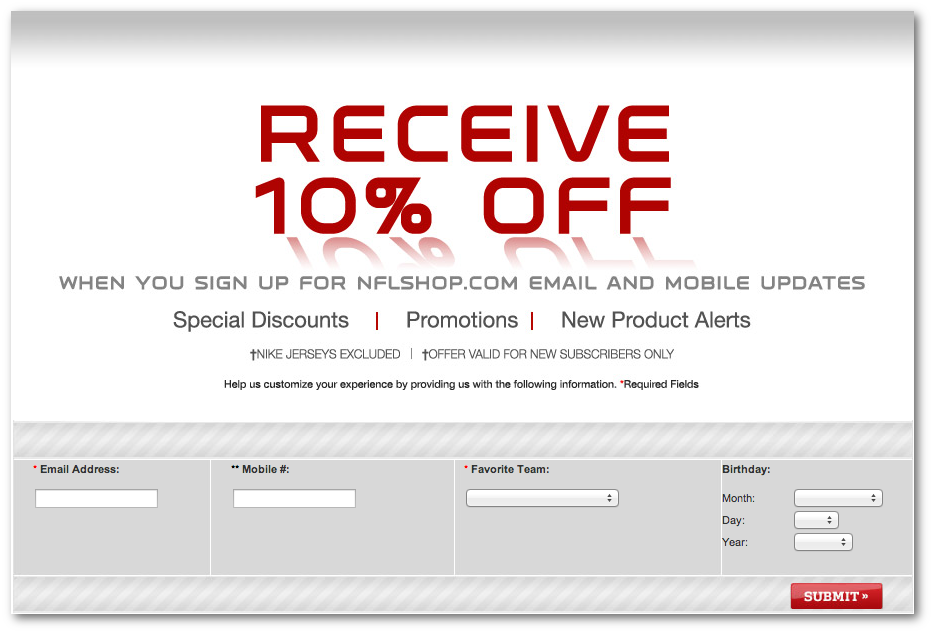 RECEIVE
10% OFF
WHEN YOU SIGN UP FOR NFLSHOP.COM EMAIL AND MOBILE UPDATES
Special Discounts | Promotions | New Product Alerts
†NIKE JERSEYS EXCLUDED | †OFFER VALID FOR NEW SUBSCRIBERS ONLY
Help us customize your experience by providing us with the following information. *Required Fields
* Email Address: ** Mobile #: * Favorite Team: Birthday:
Month:
Day:
Year:
SUBMIT »